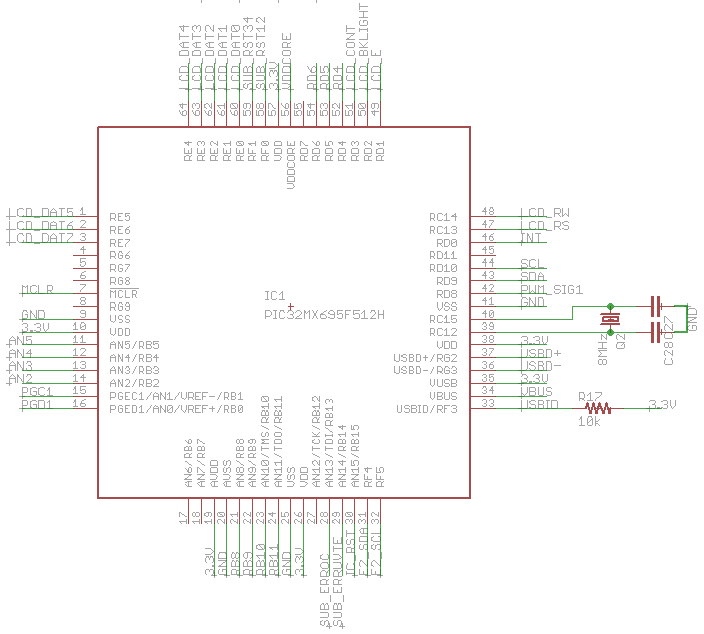 LCD_DAT4
LCD_DAT3
LCD_DAT2
LCD_DAT1
LCD_DAT0
SUB_RST34
SUB_RST12
3.3V
VDDCORE
RD6
RD5
RD4
LCD_CONT
LCD_BKLIGHT
LCD_E
64
63
62
61
60
59
58
57
56
55
54
53
52
51
50
49
RE4
RE3
RE2
RE1
RE0
RF1
RF0
VDD
VDDCORE
RD7
RD6
RD5
RD4
RD3
RD2
RD1
LCD_DAT5 1 RE5
LCD_DAT6 2 RE6
LCD_DAT7 3 RE7
4 RG6
5 RG7
6 RG8
MCLR 7 MCLR
8 RG9
GND 9 VSS
3.3V 10 VDD
AN5 11 AN5/RB5
AN4 12 AN4/RB4
AN3 13 AN3/RB3
AN2 14 AN2/RB2
PGC1 15 PGEC1/AN1/VREF-/RB1
PGD1 16 PGED1/AN0/VREF+/RB0
IC1
PIC32MX695F512H
RC14 48 LCD_RW
RC13 47 LCD_RS
RD0 46 INT
RD11 45
RD10 44 SCL
RD9 43 SDA
RD8 42 PWM_SIG1
VSS 41 GND
RC15 40
RC12 39
VDD 38 3.3V
USBD+/RG2 37 USBD+
USBD-/RG3 36 USBD-
VUSB 35 3.3V
VBUS 34 VBUS
USBID/RF3 33 USBID
8MHz
Q2
C28
C27
GND
R17
10k
3.3V
AN6/RB6
AN7/RB7
AVDD
AVSS
AN8/RB8
AN9/RB9
AN10/TMS/RB10
AN11/TDO/RB11
VSS
VDD
AN12/TCK/RB12
AN13/TDI/RB13
AN14/RB14
AN15/RB15
RF4
RF5
17
18
19
20
21
22
23
24
25
26
27
28
29
30
31
32
3.3V
GND
RB8
RB9
RB10
RB11
GND
3.3V
IC_RST
E2_SDA
E2_SCL